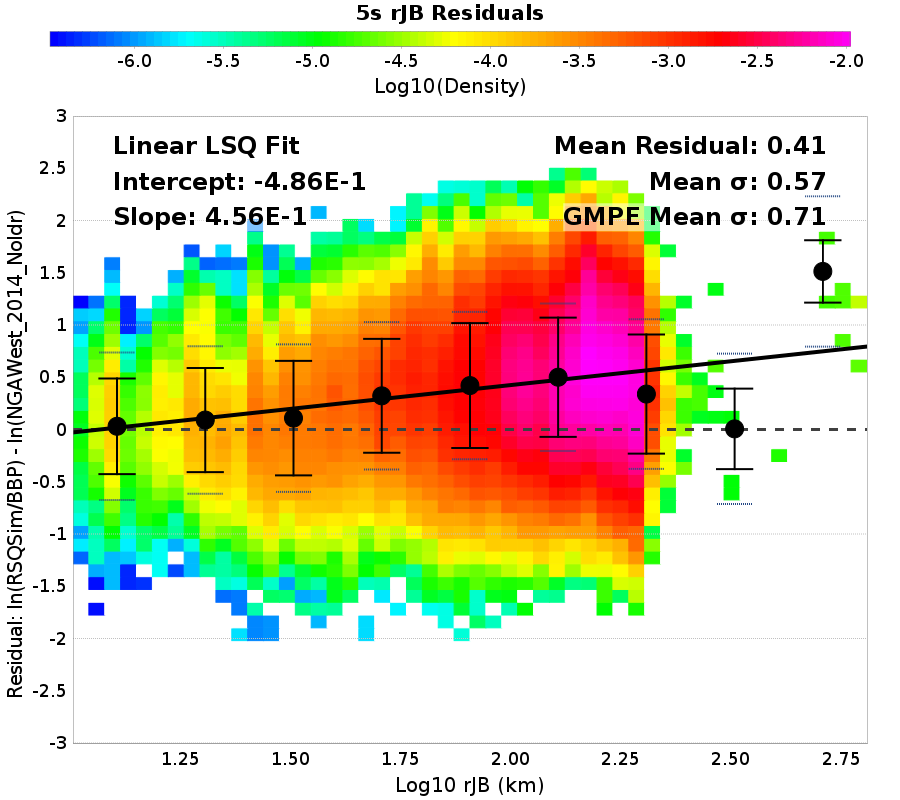 5s rJB Residuals
-6.0 -5.5 -5.0 -4.5 -4.0 -3.5 -3.0 -2.5 -2.0
Log10(Density)
Linear LSQ Fit
Intercept: -4.86E-1
Slope: 4.56E-1
Mean Residual: 0.41
Mean σ: 0.57
GMPE Mean σ: 0.71
Residual: ln(RSQSim/BBP) - ln(NGAWest_2014_NoIdr)
3
2.5
2
1.5
1
0.5
0
-0.5
-1
-1.5
-2
-2.5
-3
1.25 1.50 1.75 2.00 2.25 2.50 2.75
Log10 rJB (km)